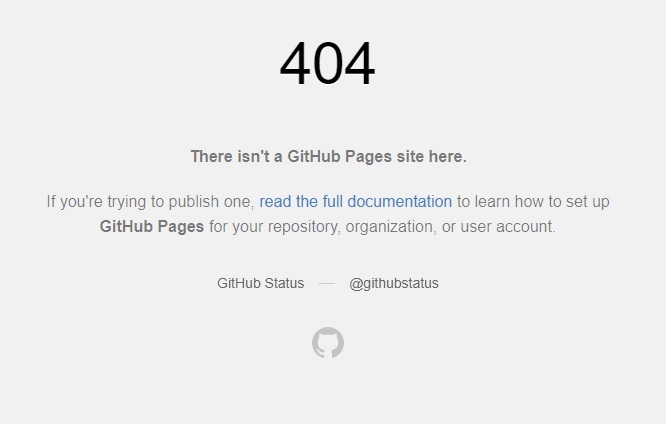 404
There isn't a GitHub Pages site here.
If you're trying to publish one, read the full documentation to learn how to set up
GitHub Pages for your repository, organization, or user account.
GitHub Status — @githubstatus